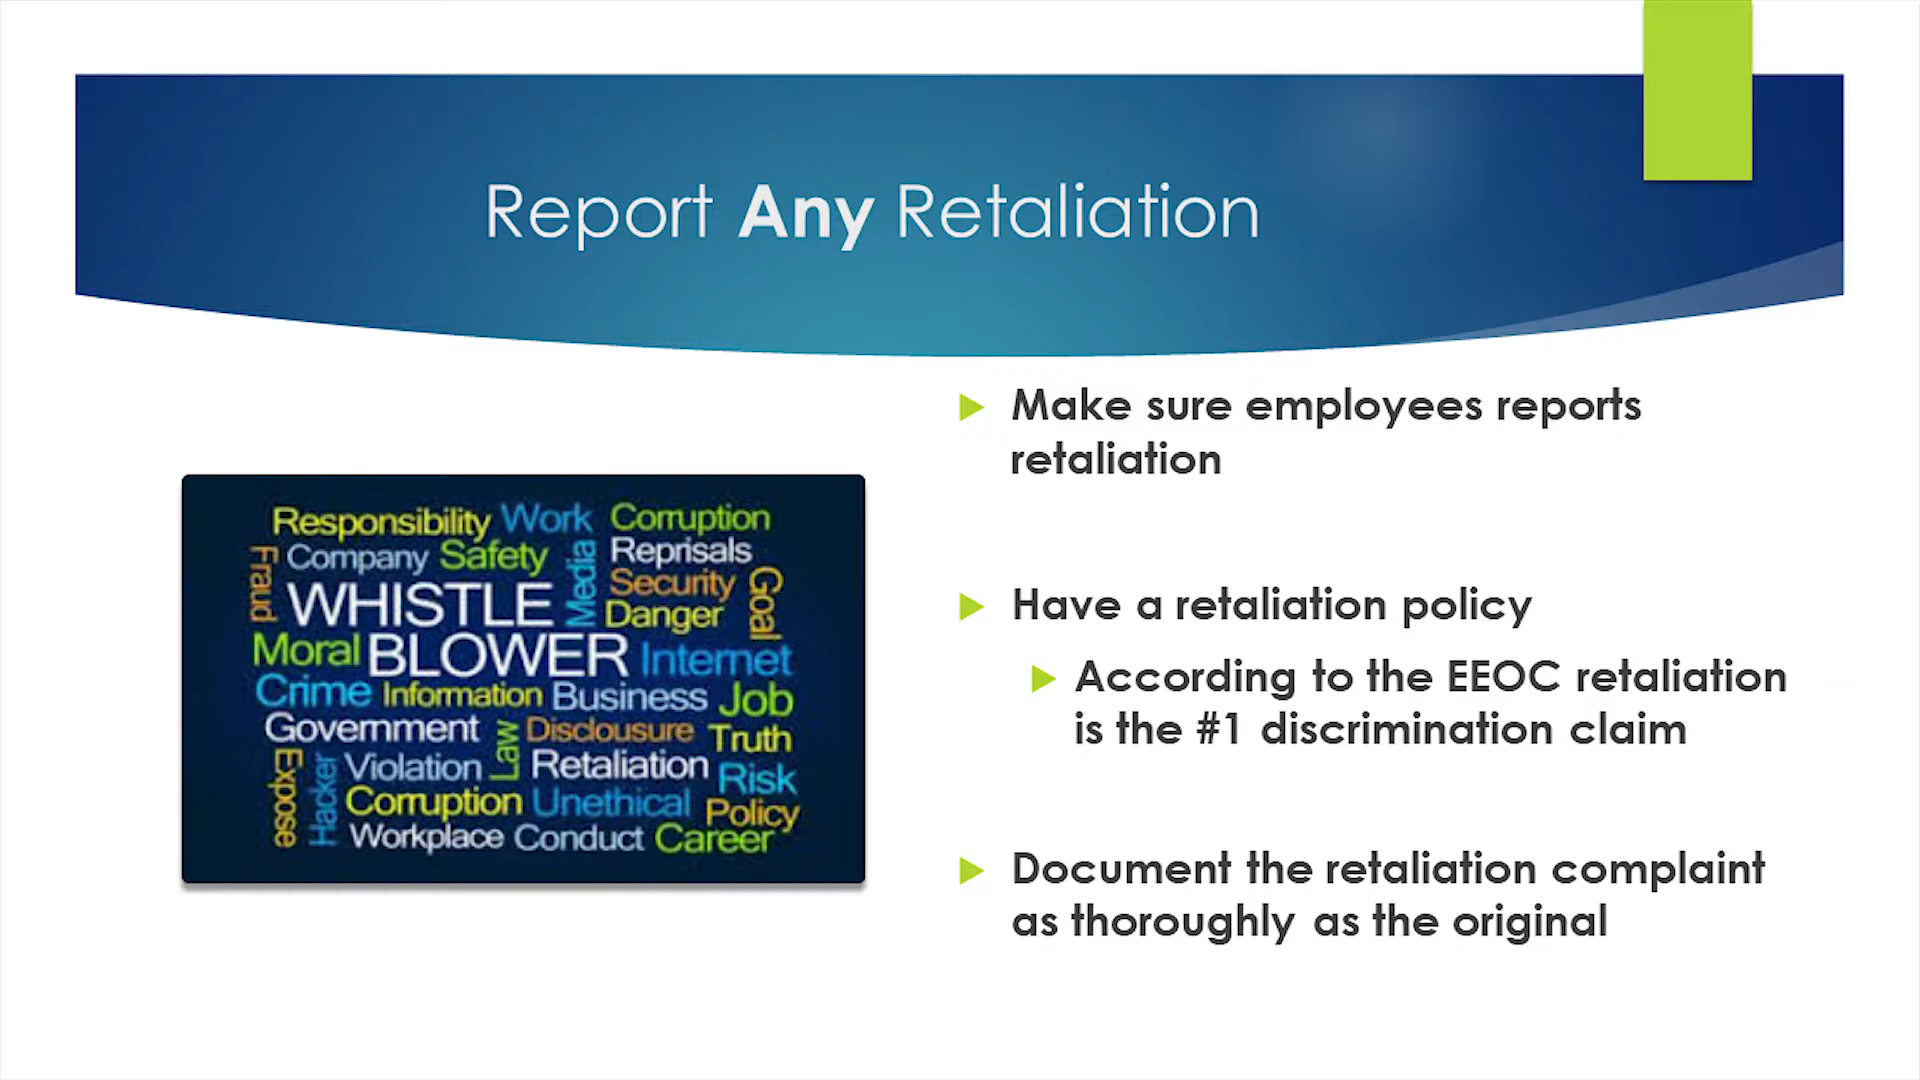 Report Any Retaliation
Responsibility Work Corruption
Fraud Company Safety Media Reprisals
Security Goal
WHISTLE Danger
Moral BLOWER Internet
Crime Information Business Job
Government Law Disclousure Truth
Expose Hacker Violation Retaliation Risk
Corruption Unethical Policy
Workplace Conduct Career
Make sure employees reports
retaliation
Have a retaliation policy
According to the EEOC retaliation
is the #1 discrimination claim
Document the retaliation complaint
as thoroughly as the original